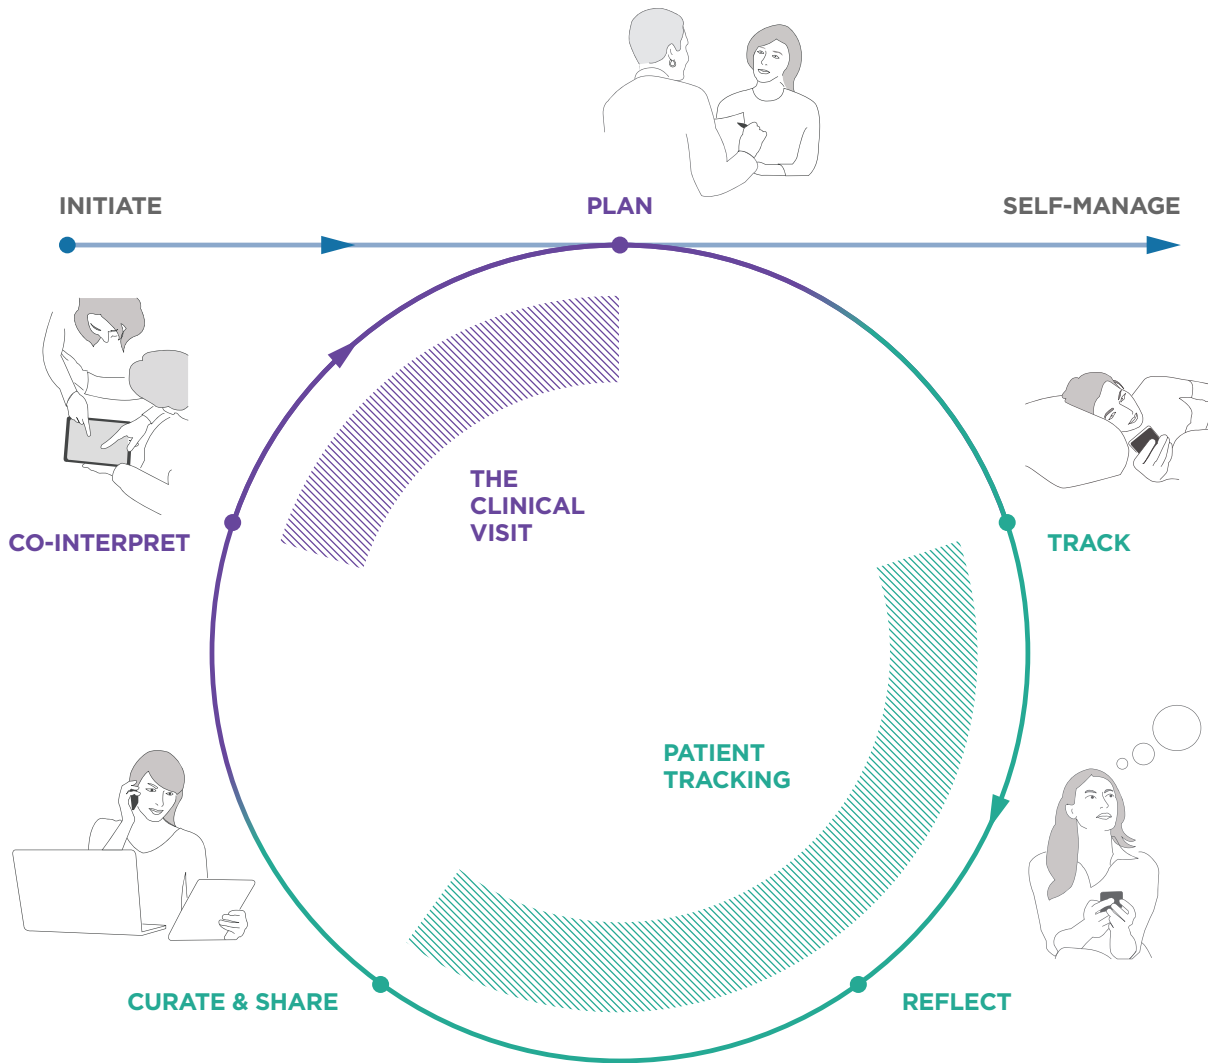 INITIATE
PLAN
SELF-MANAGE
THE
CLINICAL
VISIT
CO-INTERPRET
TRACK
PATIENT
TRACKING
CURATE & SHARE
REFLECT